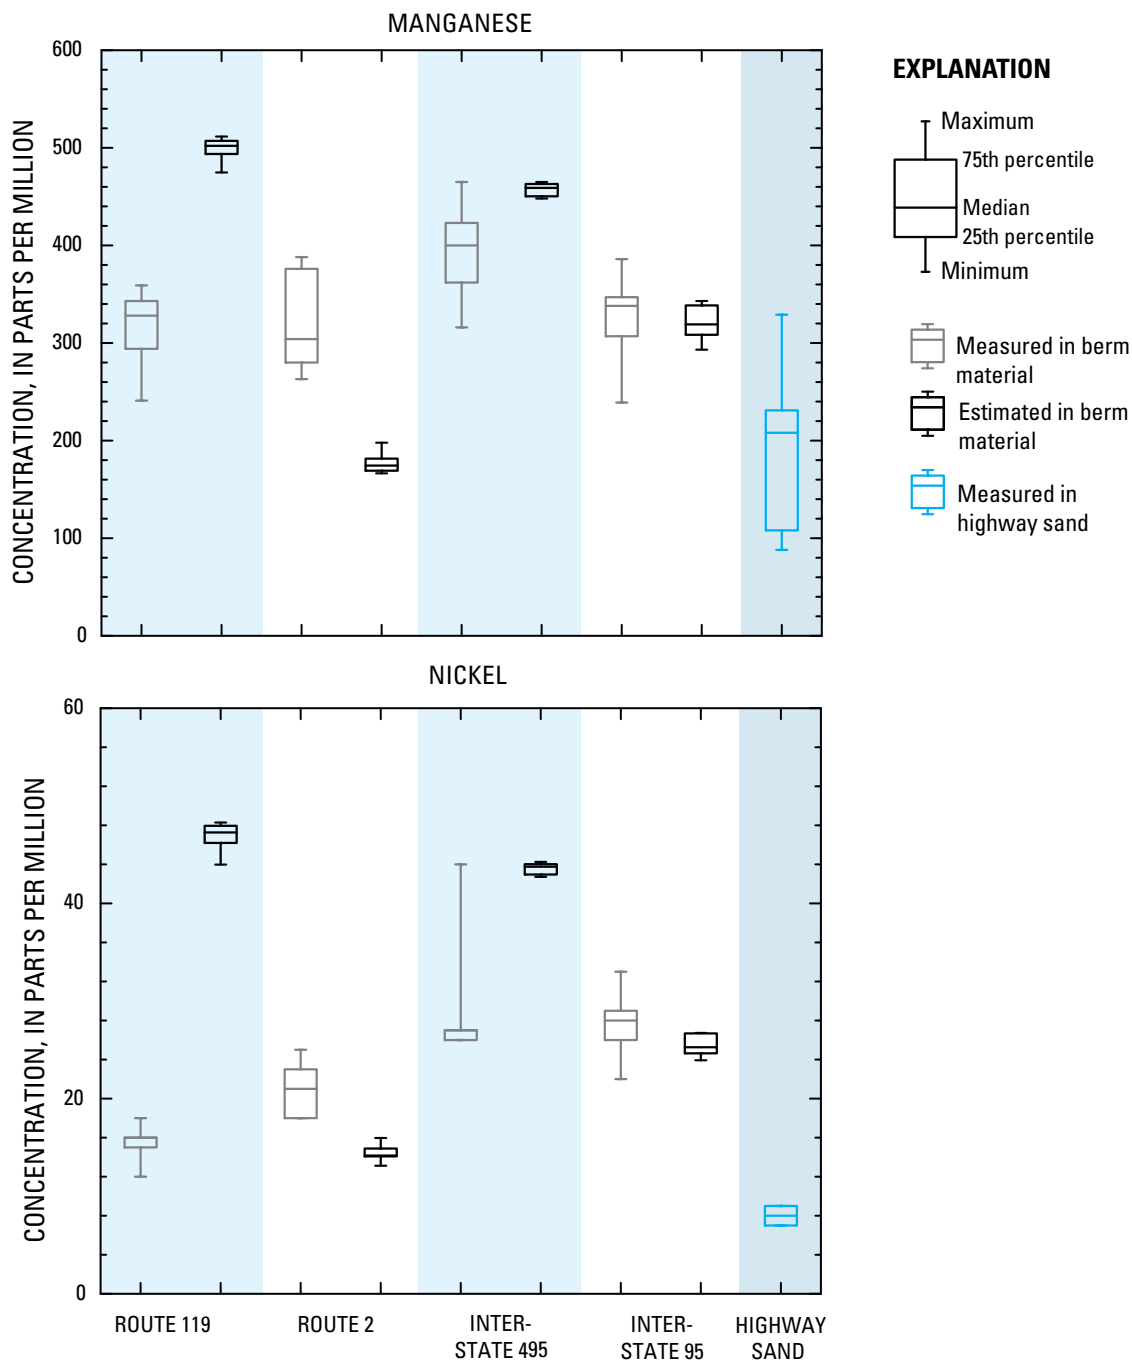 MANGANESE
CONCENTRATION, IN PARTS PER MILLION
600
500
400
300
200
100
0
EXPLANATION
Maximum
75th percentile
Median
25th percentile
Minimum
Measured in berm
material
Estimated in berm
material
Measured in
highway sand
NICKEL
CONCENTRATION, IN PARTS PER MILLION
60
40
20
0
ROUTE 119
ROUTE 2
INTER-
STATE 495
INTER-
STATE 95
HIGHWAY
SAND